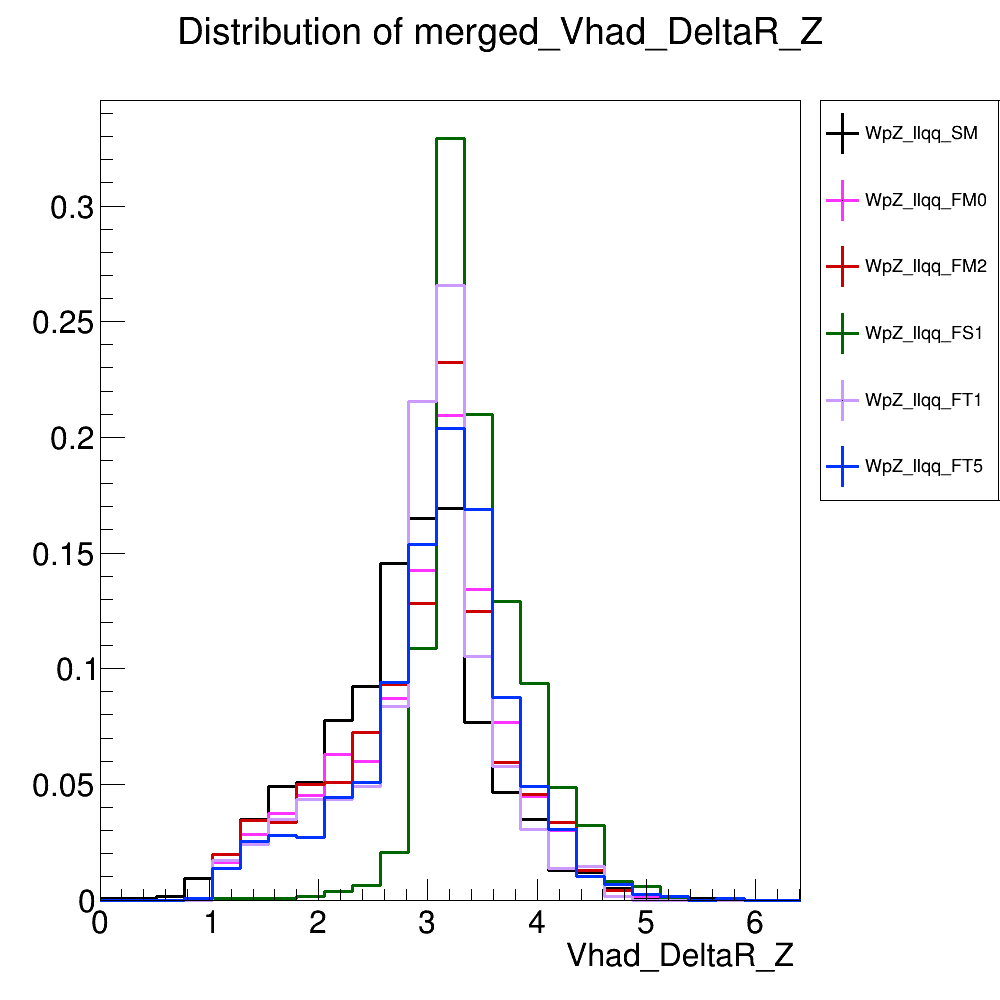 Distribution of merged_Vhad_DeltaR_Z
WpZ_llqq_SM
WpZ_llqq_FM0
WpZ_llqq_FM2
WpZ_llqq_FS1
WpZ_llqq_FT1
WpZ_llqq_FT5
0.3
0.25
0.2
0.15
0.1
0.05
0
0 1 2 3 4 5 6
Vhad_DeltaR_Z